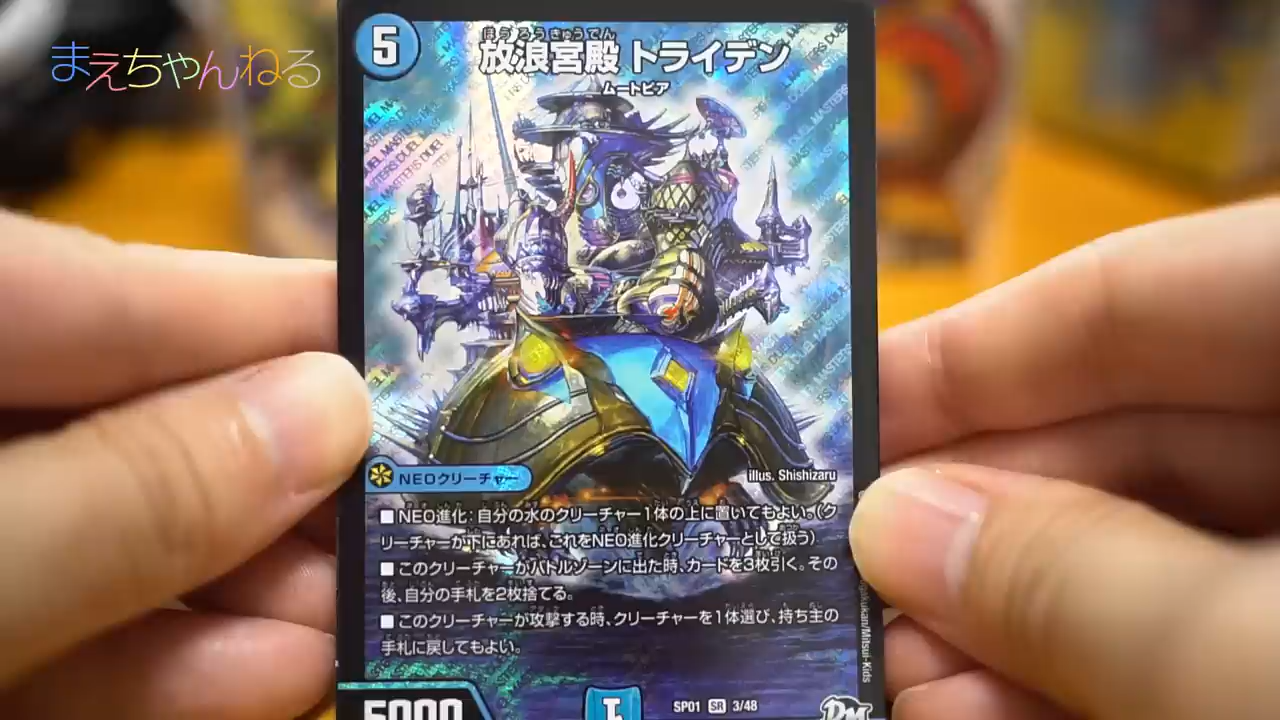 まえちゃんねる
5
ほうろうきゅうでん
放浪宮殿 トライデン
ムートピア
NEOクリーチャー
illus. Shishizaru
■ NEO進化：自分の水のクリーチャー1体の上に置いてもよい。(ク
リーチャーが下にあれば、これをNEO進化クリーチャーとして扱う)
■ このクリーチャーがバトルゾーンに出た時、カードを3枚引く。その
後、自分の手札を2枚捨てる。
■ このクリーチャーが攻撃する時、クリーチャーを1体選び、持ち主の
手札に戻してもよい。
5000
SP01 SR 3/48
DM
/Mitsui-Kids